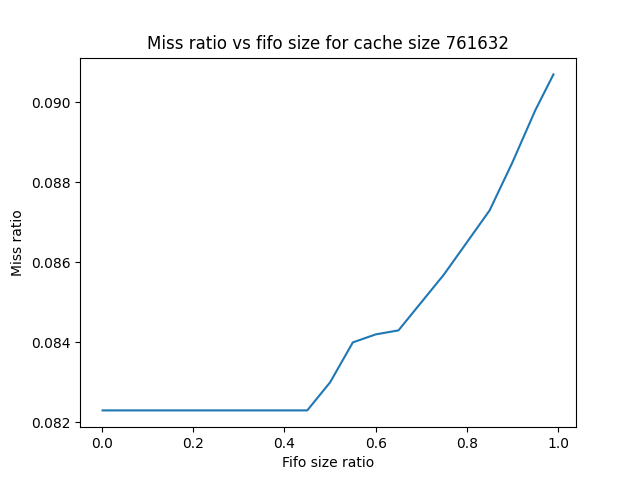 Miss ratio vs fifo size for cache size 761632
0.090
0.088
0.086
0.084
0.082
Miss ratio
0.0 0.2 0.4 0.6 0.8 1.0
Fifo size ratio